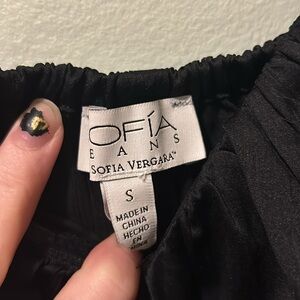 OFÍA
EANS
SOFIA VERGARA™
S
MADE IN
CHINA
HECHO
EN